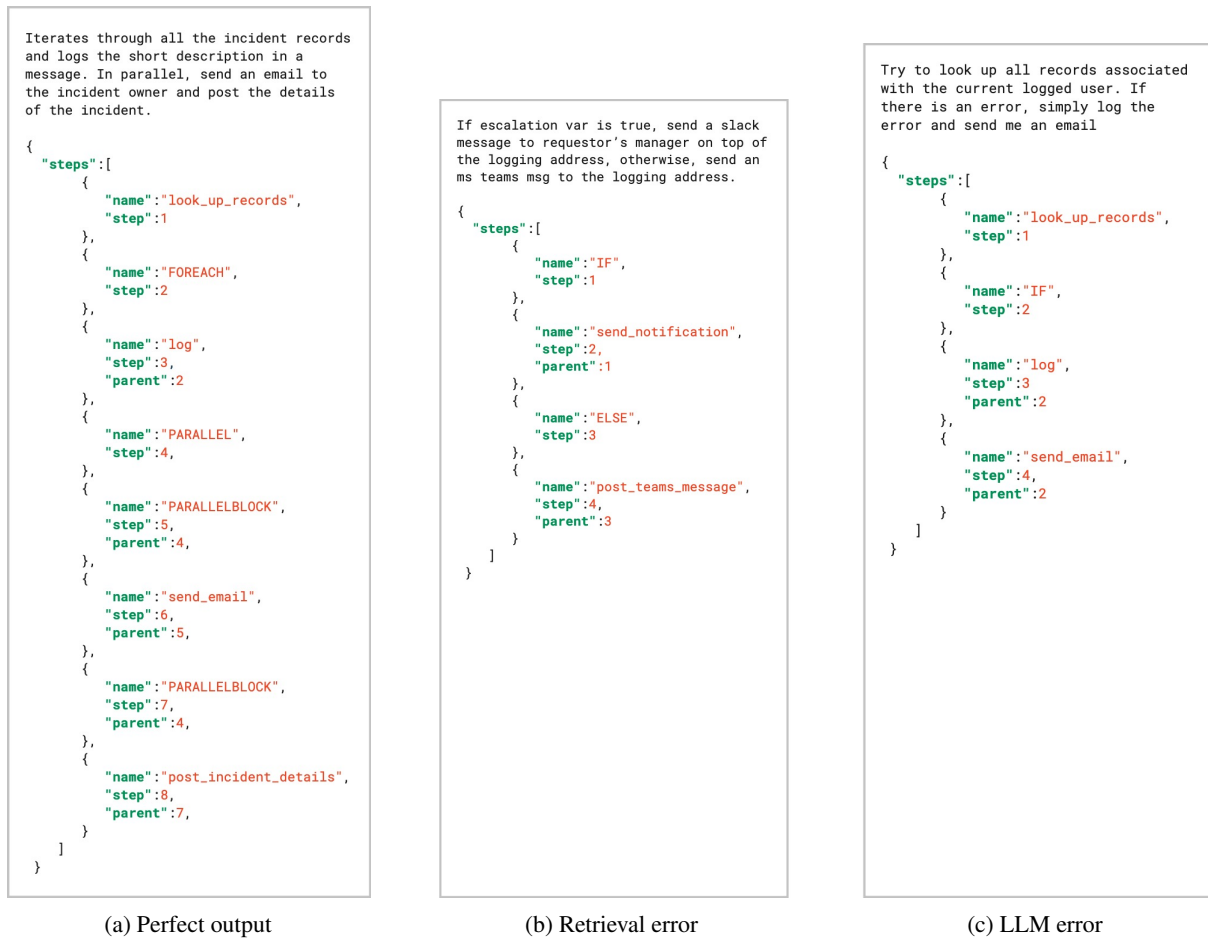 Iterates through all the incident records
and logs the short description in a
message. In parallel, send an email to
the incident owner and post the details
of the incident.
{
"steps":[
{
"name":"look_up_records",
"step":1
},
{
"name":"FOREACH",
"step":2
},
{
"name":"log",
"step":3,
"parent":2
},
{
"name":"PARALLEL",
"step":4,
},
{
"name":"PARALLELBLOCK",
"step":5,
"parent":4,
},
{
"name":"send_email",
"step":6,
"parent":5,
},
{
"name":"PARALLELBLOCK",
"step":7,
"parent":4,
},
{
"name":"post_incident_details",
"step":8,
"parent":7,
}
]
}
(a) Perfect output
If escalation var is true, send a slack
message to requestor's manager on top of
the logging address, otherwise, send an
ms teams msg to the logging address.
{
"steps":[
{
"name":"IF",
"step":1
},
{
"name":"send_notification",
"step":2,
"parent":1
},
{
"name":"ELSE",
"step":3
},
{
"name":"post_teams_message",
"step":4,
"parent":3
}
]
}
(b) Retrieval error
Try to look up all records associated
with the current logged user. If
there is an error, simply log the
error and send me an email
{
"steps":[
{
"name":"look_up_records",
"step":1
},
{
"name":"IF",
"step":2
},
{
"name":"log",
"step":3
"parent":2
},
{
"name":"send_email",
"step":4,
"parent":2
}
]
}
(c) LLM error